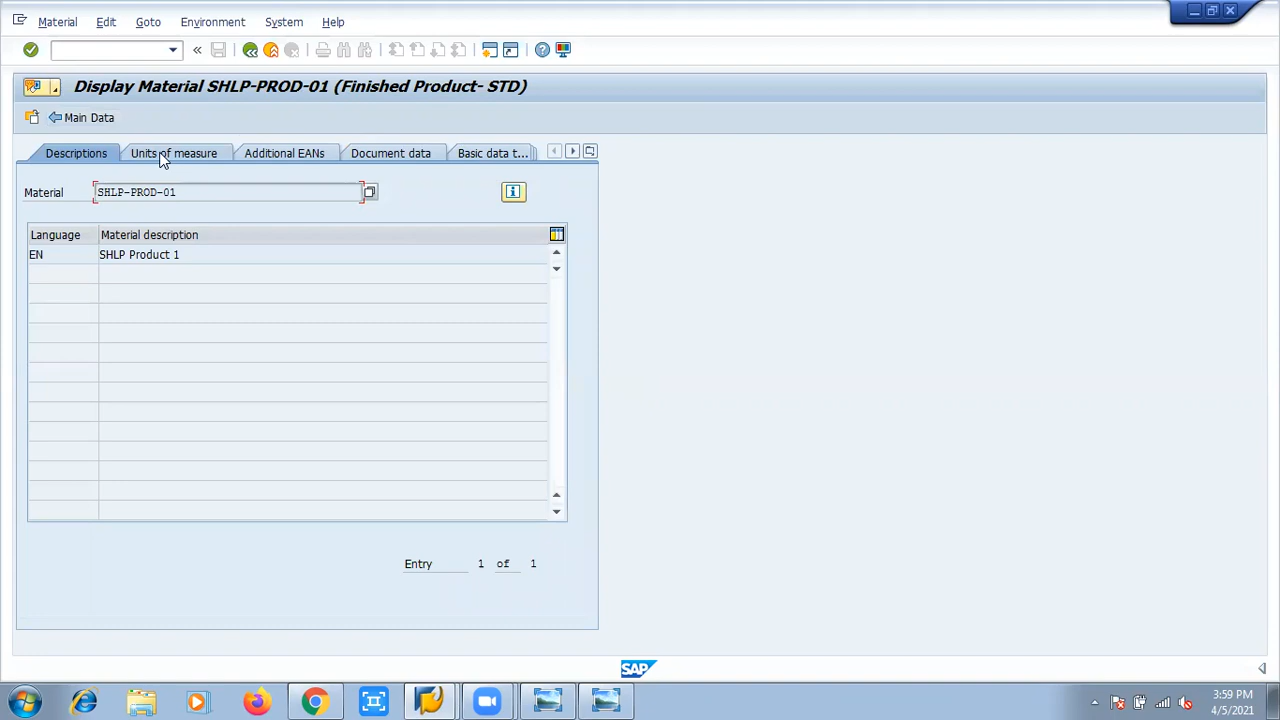 Material Edit Goto Environment System Help
Display Material SHLP-PROD-01 (Finished Product- STD)
Main Data
Descriptions Units of measure Additional EANs Document data Basic data t...
Material SHLP-PROD-01
Language Material description
EN SHLP Product 1
Entry 1 of 1
SAP
3:59 PM
4/5/2021